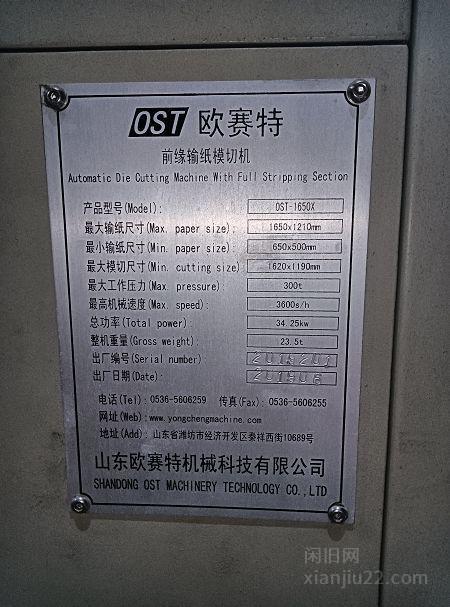 OST 欧赛特
前缘输纸模切机
Automatic Die Cutting Machine With Full Stripping Section
产品型号(Model): OST-1650X
最大输纸尺寸(Max. paper size): 1650x1210mm
最小输纸尺寸(Min. paper size): 650x500mm
最大模切尺寸(Min. cutting size) 1620x1190mm
最大工作压力(Max. pressure): 300t
最高机械速度(Max. speed): 3600s/h
总功率(Total power): 34.25kw
整机重量(Gross weight): 23.5t
出厂编号(Serial number) 2019201
出厂日期(Date): 201906
电话(Tel): 0536-5606259 传真(Fax): 0536-5606255
网址(Web):www.yongchengmachine.com
地址(Add): 山东省潍坊市经济开发区泰祥西街10689号
山东欧赛特机械科技有限公司
SHANDONG OST MACHINERY TECHNOLOGY CO.,LTD
闲旧网
xianjiu22.com